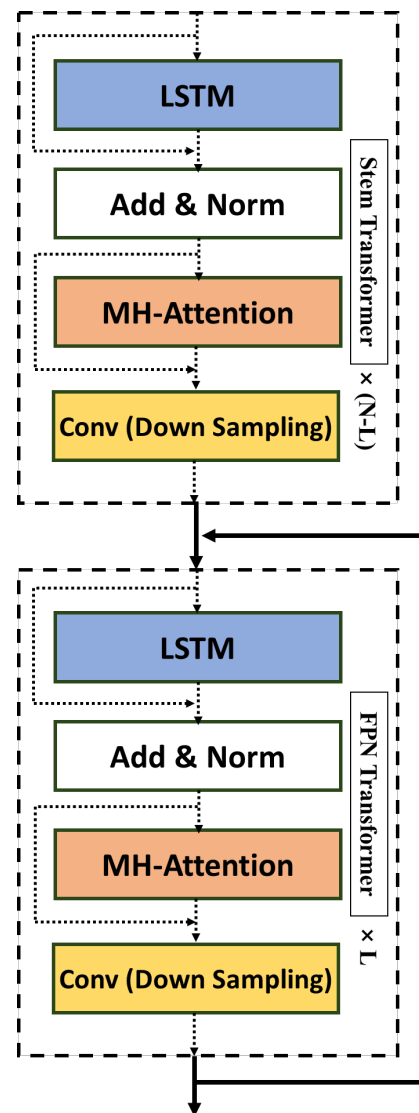 LSTM
Add & Norm
MH-Attention
Conv (Down Sampling)
Stem Transformer × (N-L)
LSTM
Add & Norm
MH-Attention
Conv (Down Sampling)
FPN Transformer × L